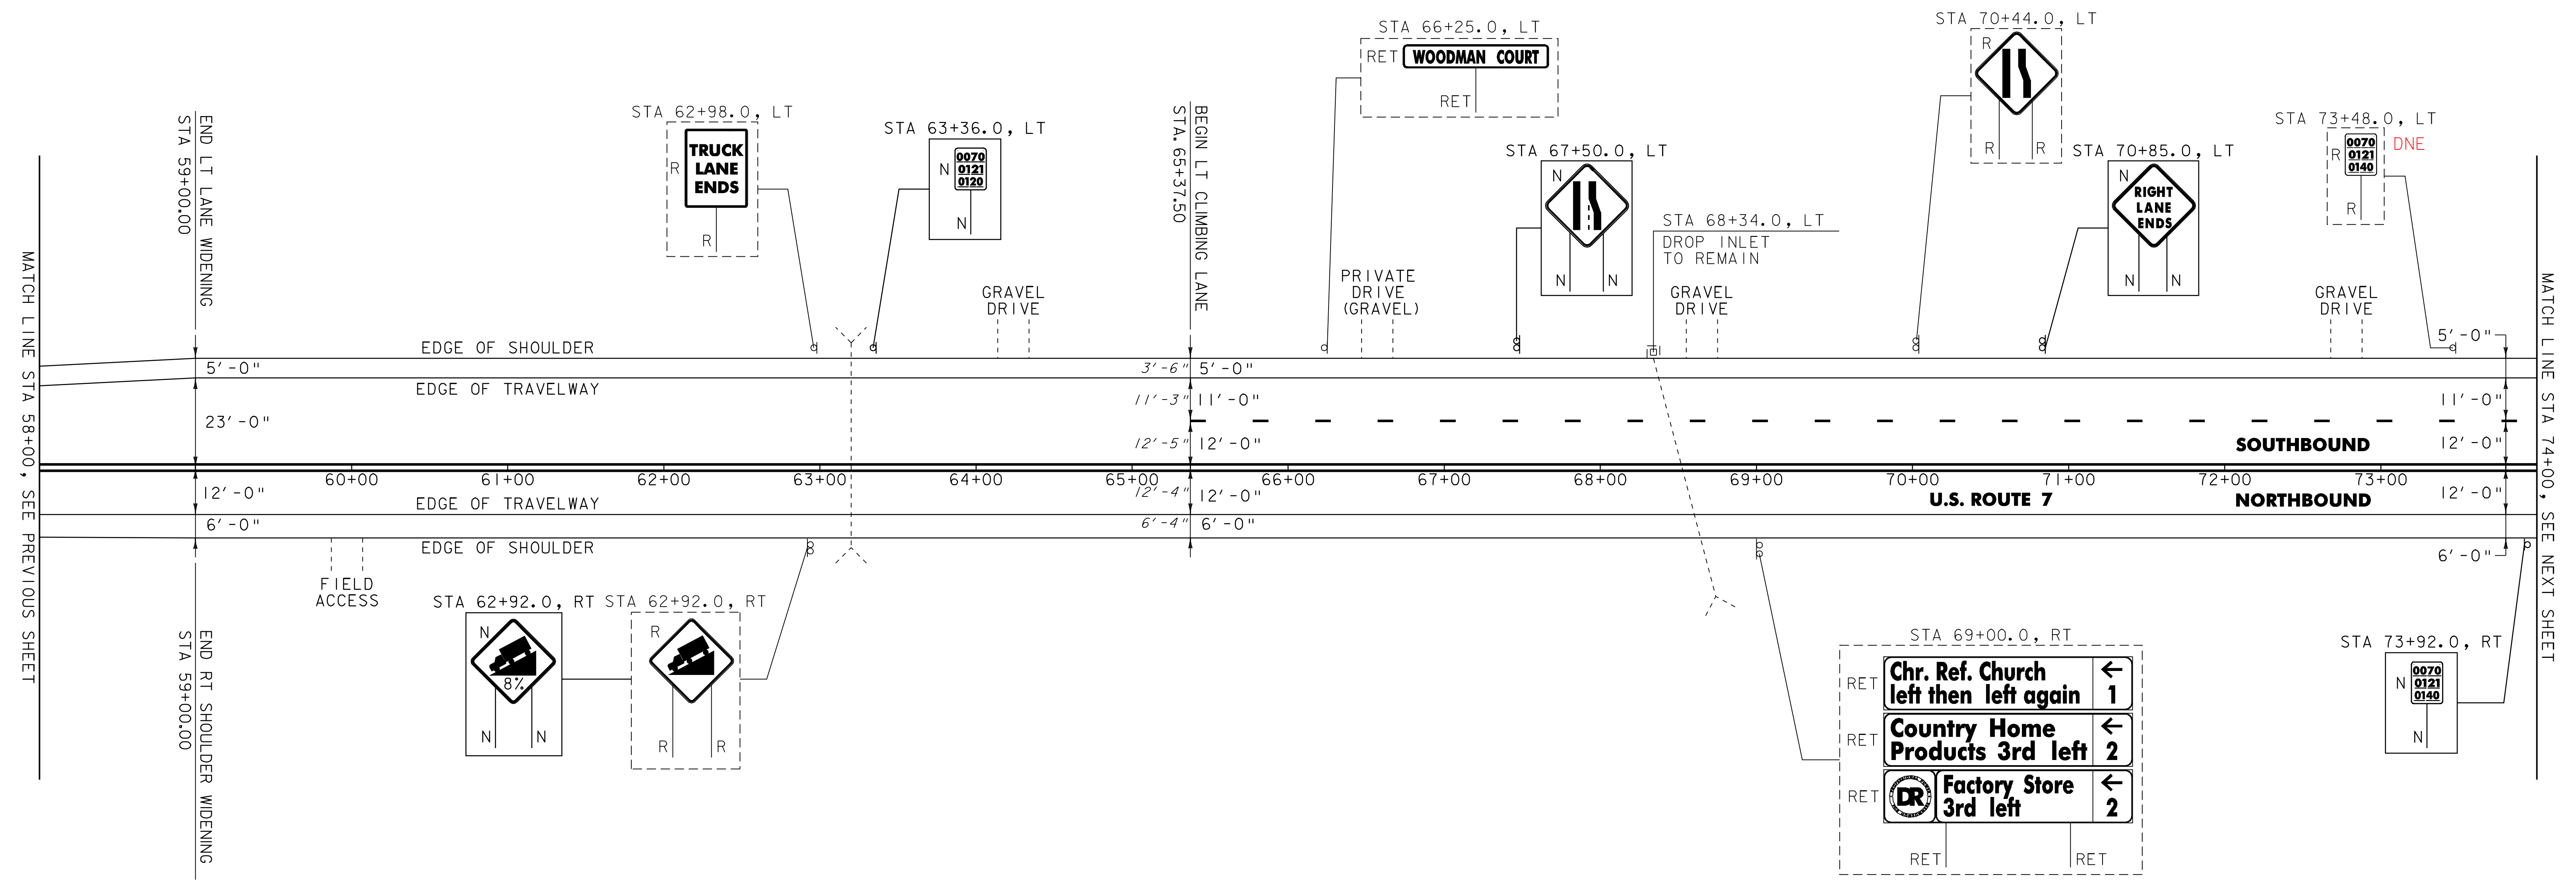 MATCH LINE STA 58+00, SEE PREVIOUS SHEET
END LT LANE WIDENING
STA 59+00.00
STA 62+98.0, LT
R
TRUCK
LANE
ENDS
R
STA 63+36.0, LT
N
0070
0121
0120
N
GRAVEL
DRIVE
BEGIN LT CLIMBING LANE
STA. 65+37.50
STA 66+25.0, LT
RET
WOODMAN COURT
RET
PRIVATE
DRIVE
(GRAVEL)
STA 67+50.0, LT
N
N N
STA 68+34.0, LT
DROP INLET
TO REMAIN
GRAVEL
DRIVE
STA 70+44.0, LT
R
R R
STA 70+85.0, LT
N
RIGHT
LANE
ENDS
N N
STA 73+48.0, LT
DNE
R
0070
0121
0140
R
GRAVEL
DRIVE
5'-0"
EDGE OF SHOULDER
5'-0"
3'-6" 5'-0"
EDGE OF TRAVELWAY
11'-3" 11'-0"
11'-0"
23'-0"
12'-5" 12'-0"
SOUTHBOUND
12'-0"
60+00 61+00 62+00 63+00 64+00 65+00 66+00 67+00 68+00 69+00 70+00 71+00 72+00 73+00
12'-0"
EDGE OF TRAVELWAY
12'-4" 12'-0"
U.S. ROUTE 7
NORTHBOUND
12'-0"
6'-0"
6'-4" 6'-0"
EDGE OF SHOULDER
6'-0"
FIELD
ACCESS
END RT SHOULDER WIDENING
STA 59+00.00
STA 62+92.0, RT
N
8%
N N
STA 62+92.0, RT
R
R R
STA 69+00.0, RT
RET
Chr. Ref. Church ←
left then left again 1
RET
Country Home ←
Products 3rd left 2
RET
DR
Factory Store ←
3rd left 2
RET RET
STA 73+92.0, RT
N
0070
0121
0140
N
MATCH LINE STA 74+00, SEE NEXT SHEET